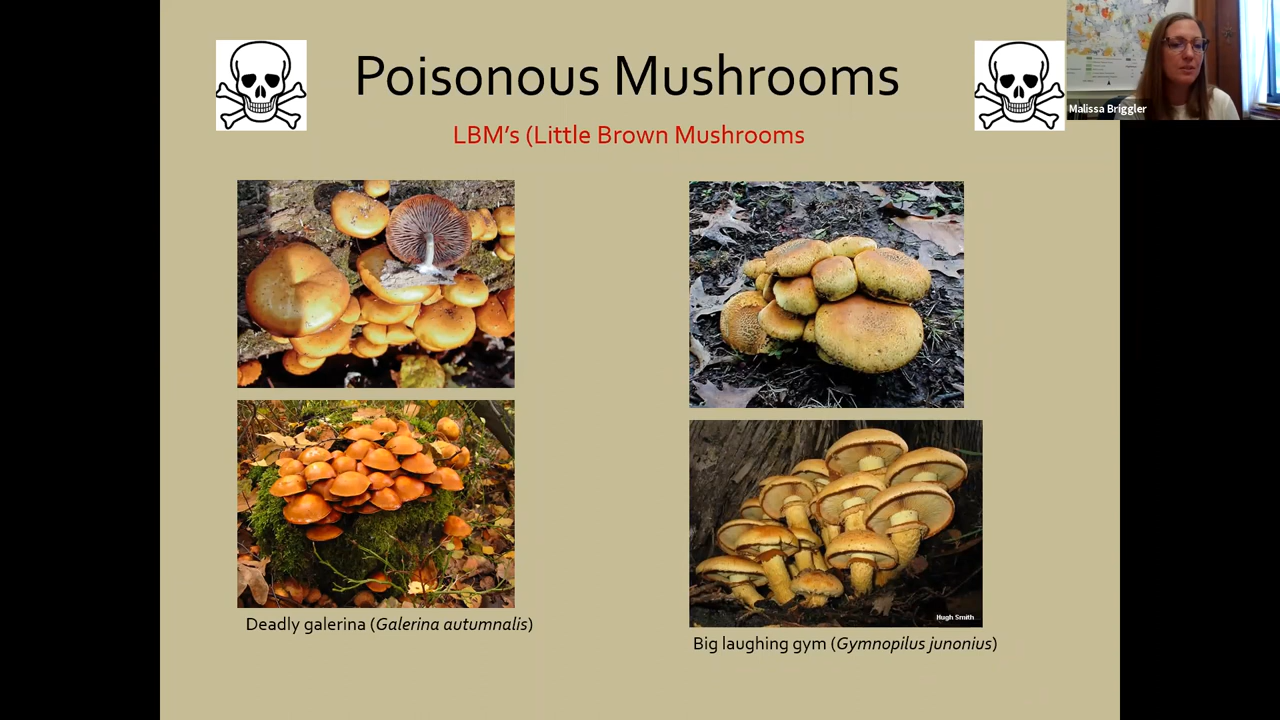 Poisonous Mushrooms
Malissa Briggler
LBM's (Little Brown Mushrooms
Hugh Smith
Deadly galerina (Galerina autumnalis)
Big laughing gym (Gymnopilus junonius)